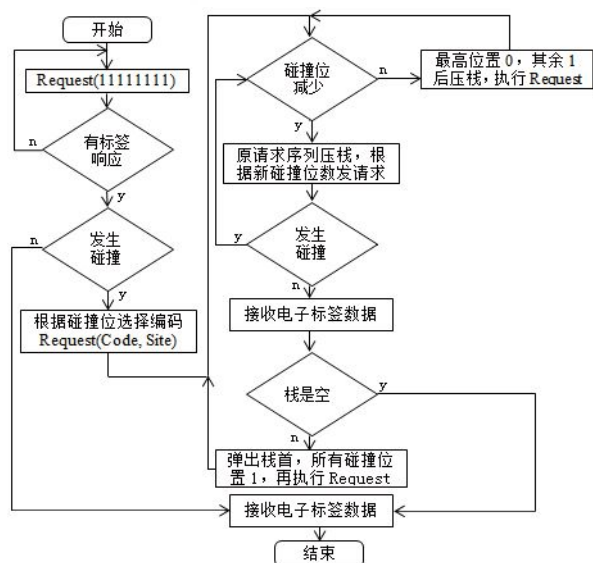 开始
Request(11111111)
n
有标签
响应
y
n
发生
碰撞
y
根据碰撞位选择编码
Request(Code, Site)
碰撞位
减少
n
最高位置0,其余1
后压栈,执行Request
y
原请求序列压栈,根
据新碰撞位数发请求
y
发生
碰撞
n
接收电子标签数据
栈是空
y
n
弹出栈首,所有碰撞位
置1,再执行Request
接收电子标签数据
结束